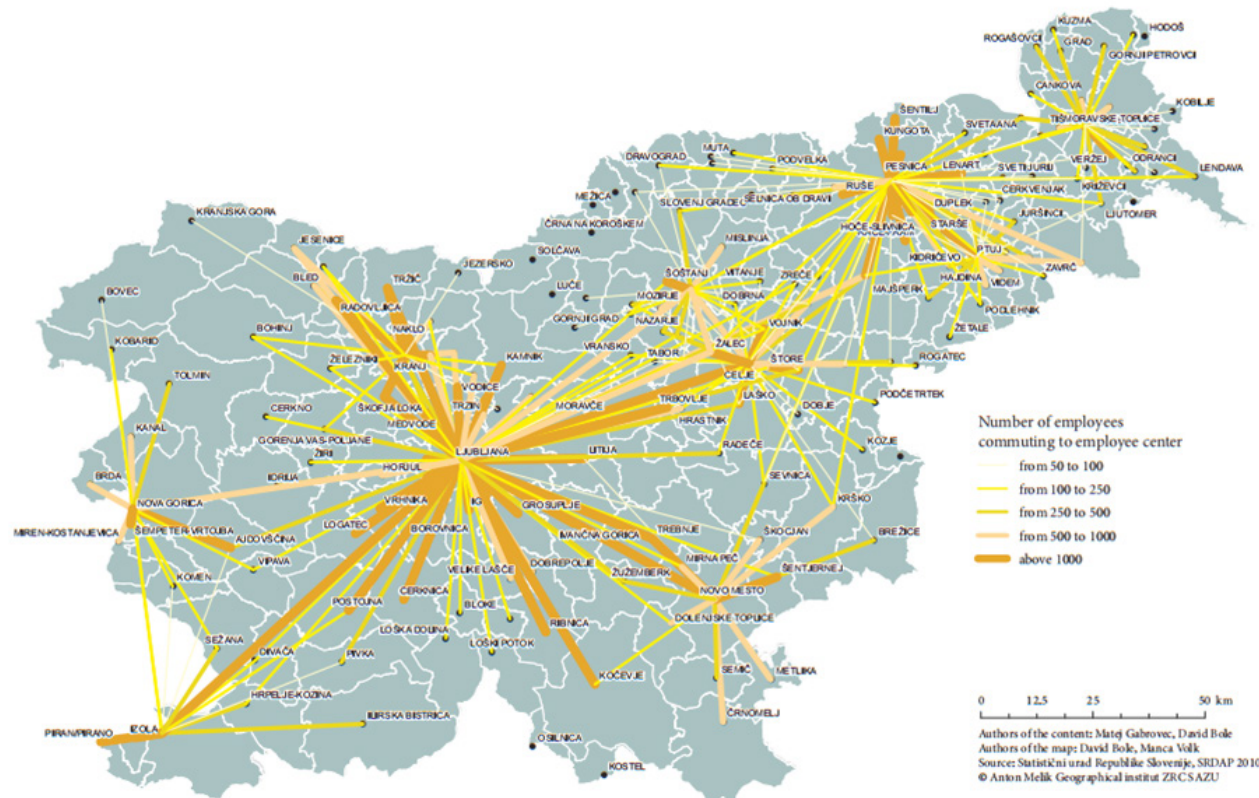 KUZMA
HODOŠ
ROGAŠOVCI
GRAD
GORNJI PETROVCI
CANKOVA
KOBILJE
ŠENTILJ
TIŠMORAVSKE-TOPLICE
KUNGOTA
SVETA ANA
MUTA
DRAVOGRAD
PODVELKA
PESNICA
LENART
SVETI JURIJ
VERŽEJ
ODRANCI
LENDAVA
MEŽICA
RUŠE
SELNICA OB DRAVI
CERKVENJAK
KRIŽEVCI
SLOVENJ GRADEC
DUPLEK
LJUTOMER
KRANJSKA GORA
ČRNA NA KOROŠKEM
JURŠINCI
STARŠE
HOČE-SLIVNICA
JESENICE
SOLČAVA
MISLINJA
PTUJ
KIDRIČEVO
ZAVRČ
BLED
TRŽIČ
JEZERSKO
ŠOŠTANJ
VITANJE
ZREČE
HAJDINA
VIDEM
BOVEC
RADOVLJICA
LUČE
MOZIRJE
DOBRNA
MAJŠPERK
PODLEHNIK
BOHINJ
NAKLO
GORNJI GRAD
NAZARJE
VOJNIK
ŽETALE
KOBARID
ŽELEZNIKI
KRANJ
KAMNIK
VRANSKO
TABOR
ŽALEC
ŠTORE
ROGATEC
TOLMIN
VODICE
CELJE
ŠKOFJA LOKA
TRZIN
MORAVČE
TRBOVLJE
LAŠKO
PODČETRTEK
CERKNO
MEDVODE
HRASTNIK
DOBJE
KANAL
GORENJA VAS-POLJANE
LJUBLJANA
LITIJA
RADEČE
KOZJE
ŽIRI
HORJUL
BRDA
IDRIJA
SEVNICA
NOVA GORICA
VRHNIKA
IG
GROSUPLJE
KRŠKO
MIREN-KOSTANJEVICA
ŠEMPETER-VRTOJBA
LOGATEC
BOROVNICA
IVANČNA GORICA
TREBNJE
ŠKOCJAN
BREŽICE
AJDOVŠČINA
VIPAVA
DOBREPOLJE
MIRNA PEČ
VELIKE LAŠČE
ŽUŽEMBERK
ŠENTJERNEJ
KOMEN
CERKNICA
NOVO MESTO
POSTOJNA
BLOKE
RIBNICA
DOLENJSKE-TOPLICE
SEŽANA
LOŠKA DOLINA
LOŠKI POTOK
DIVAČA
PIVKA
KOČEVJE
SEMIČ
METLIKA
HRPELJE-KOZINA
ČRNOMELJ
PIRAN/PIRANO
IZOLA
ILIRSKA BISTRICA
OSILNICA
KOSTEL
Number of employees
commuting to employee center
from 50 to 100
from 100 to 250
from 250 to 500
from 500 to 1000
above 1000
0 12,5 25 50 km
Authors of the content: Matej Gabrovec, David Bole
Authors of the map: David Bole, Manca Volk
Source: Statistični urad Republike Slovenije, SRDAP 2010
© Anton Melik Geographical institut ZRC SAZU